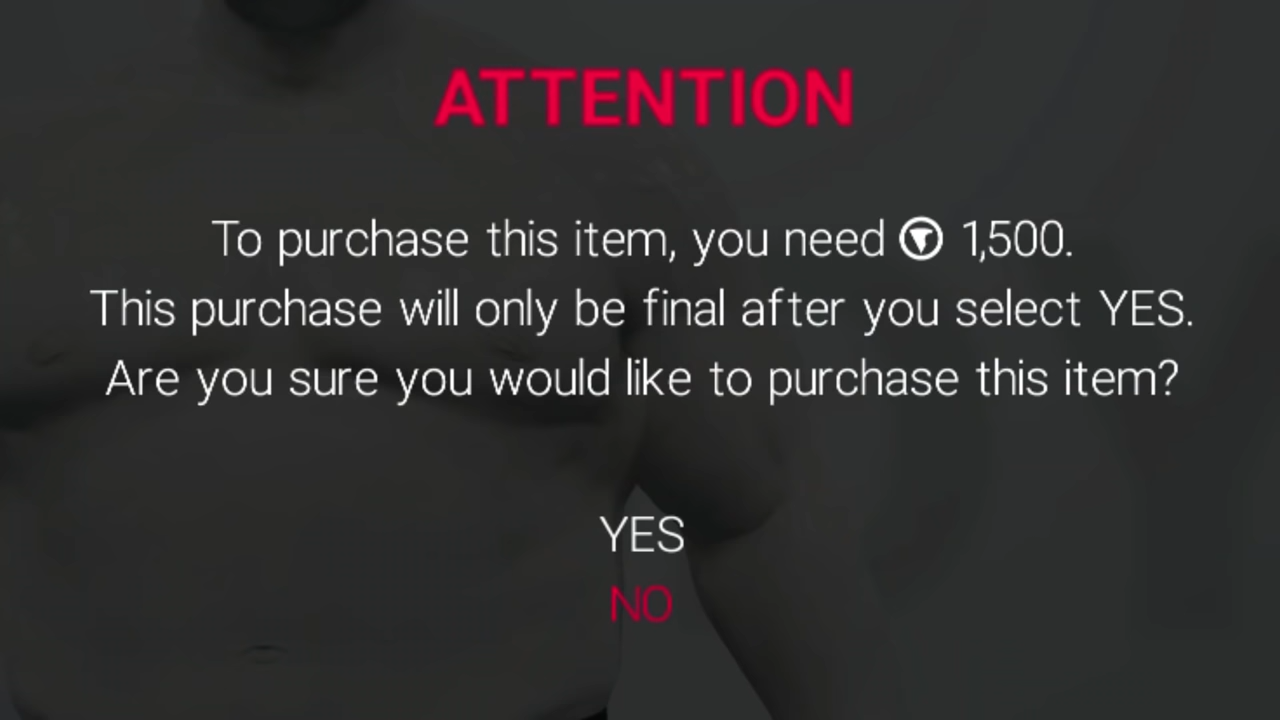 ATTENTION
To purchase this item, you need 1,500.
This purchase will only be final after you select YES.
Are you sure you would like to purchase this item?
YES
NO